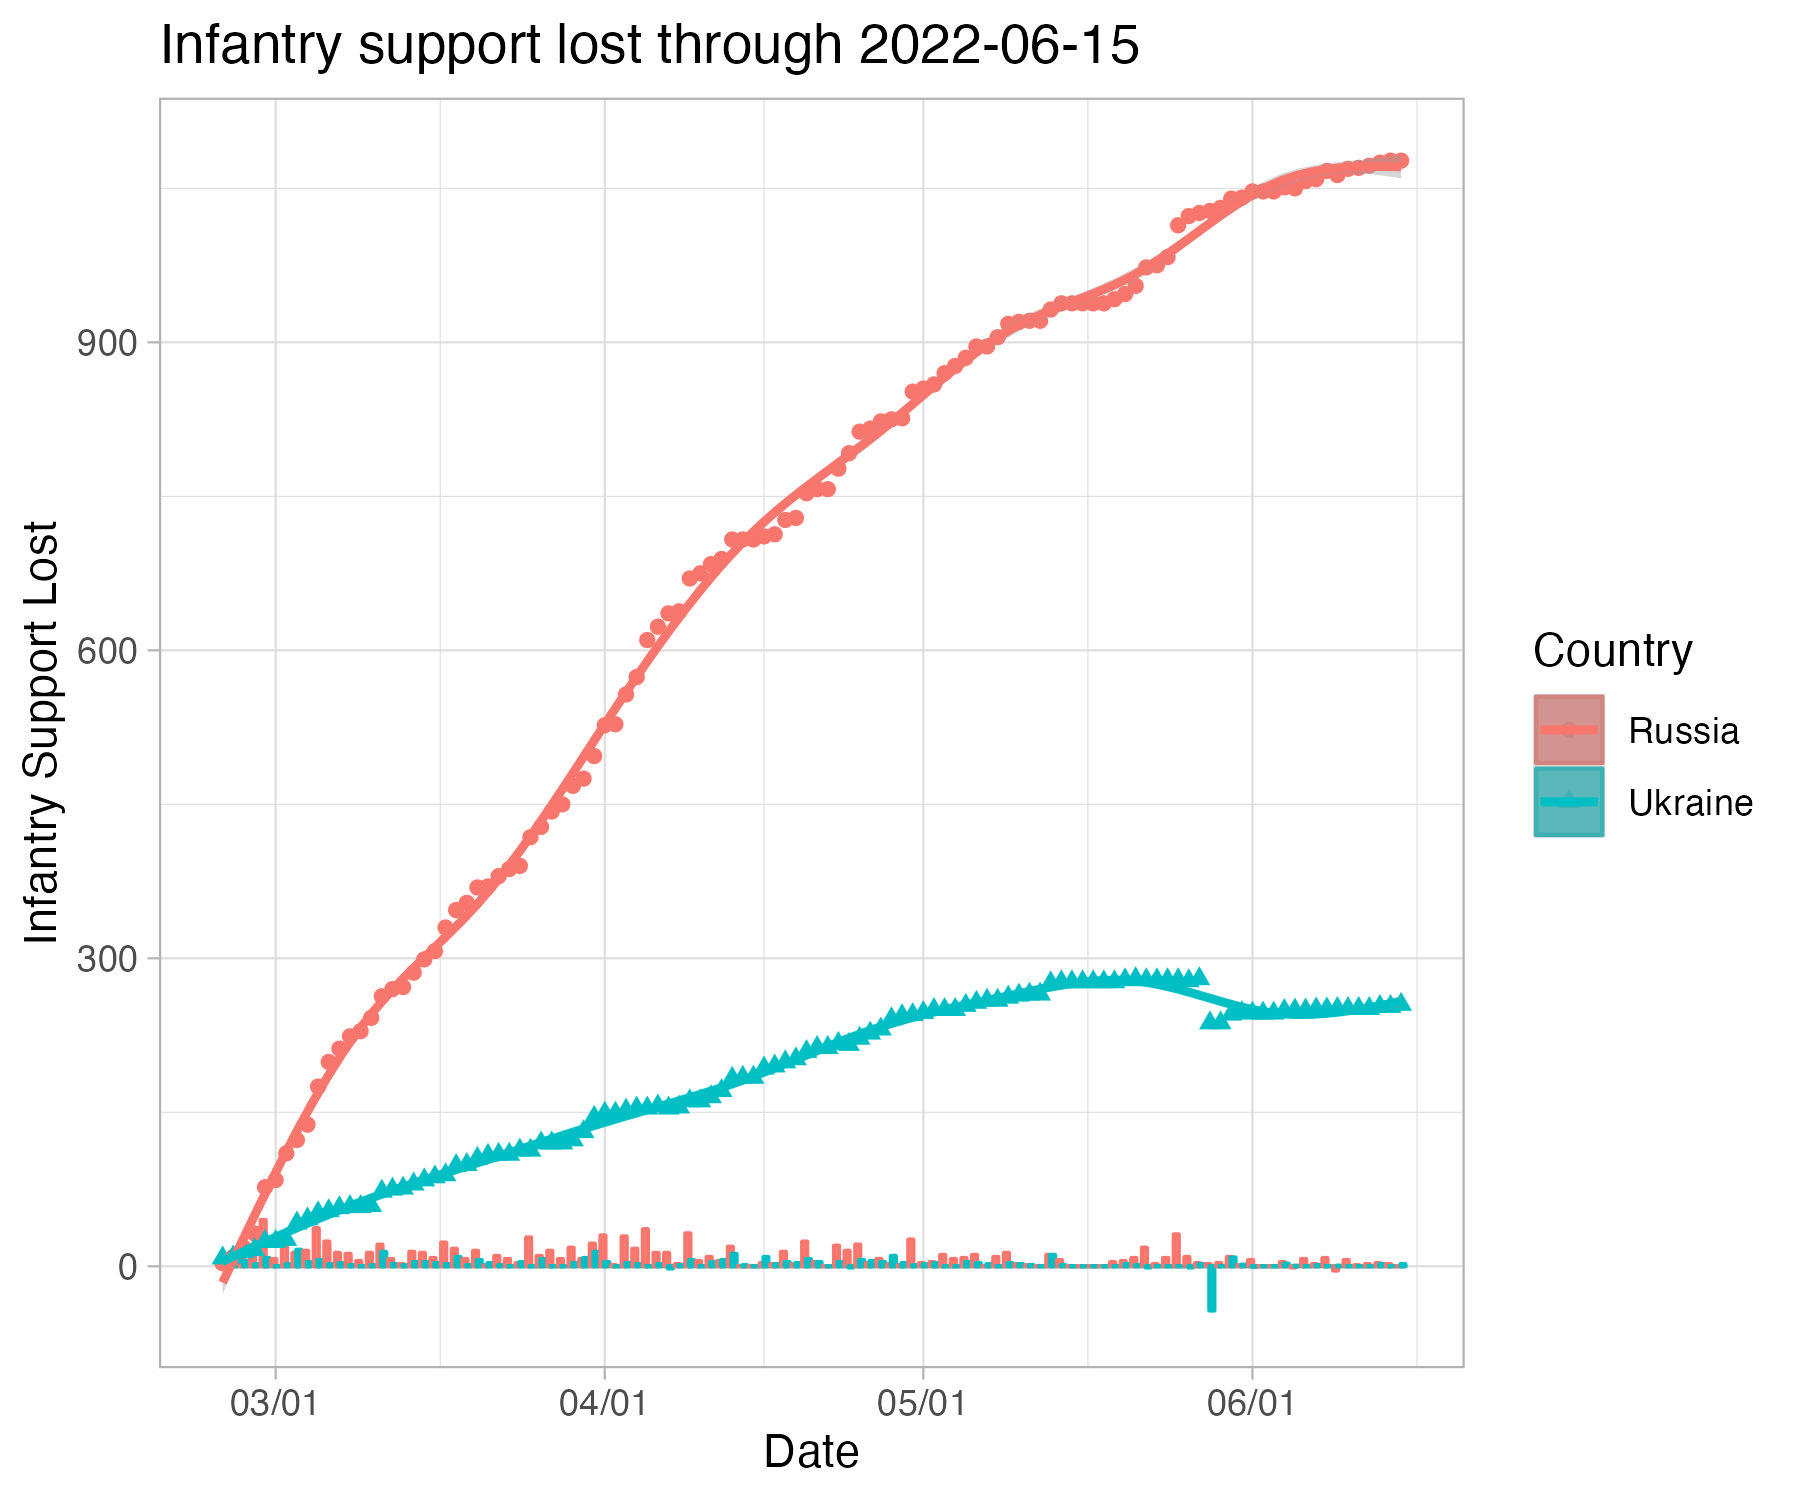 Infantry support lost through 2022-06-15
Infantry Support Lost
900
600
300
0
03/01
04/01
05/01
06/01
Date
Country
Russia
Ukraine